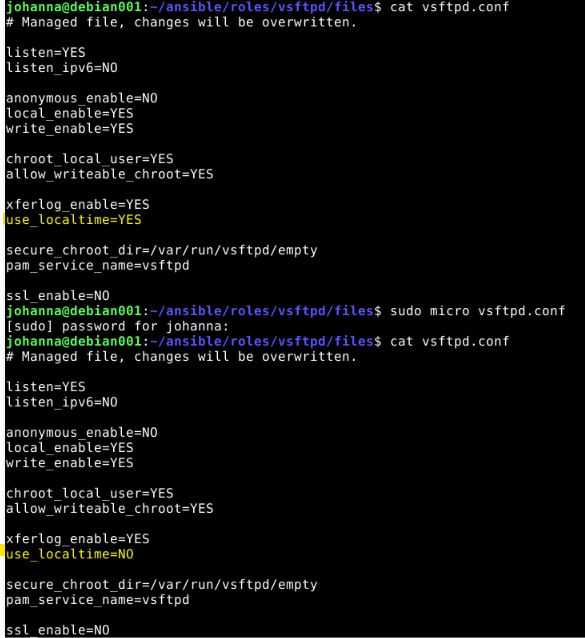 johanna@debian001:~/ansible/roles/vsftpd/files$ cat vsftpd.conf
# Managed file, changes will be overwritten.
listen=YES
listen_ipv6=NO
anonymous_enable=NO
local_enable=YES
write_enable=YES
chroot_local_user=YES
allow_writeable_chroot=YES
xferlog_enable=YES
use_localtime=YES
secure_chroot_dir=/var/run/vsftpd/empty
pam_service_name=vsftpd
ssl_enable=NO
johanna@debian001:~/ansible/roles/vsftpd/files$ sudo micro vsftpd.conf
[sudo] password for johanna:
johanna@debian001:~/ansible/roles/vsftpd/files$ cat vsftpd.conf
# Managed file, changes will be overwritten.
listen=YES
listen_ipv6=NO
anonymous_enable=NO
local_enable=YES
write_enable=YES
chroot_local_user=YES
allow_writeable_chroot=YES
xferlog_enable=YES
use_localtime=NO
secure_chroot_dir=/var/run/vsftpd/empty
pam_service_name=vsftpd
ssl_enable=NO